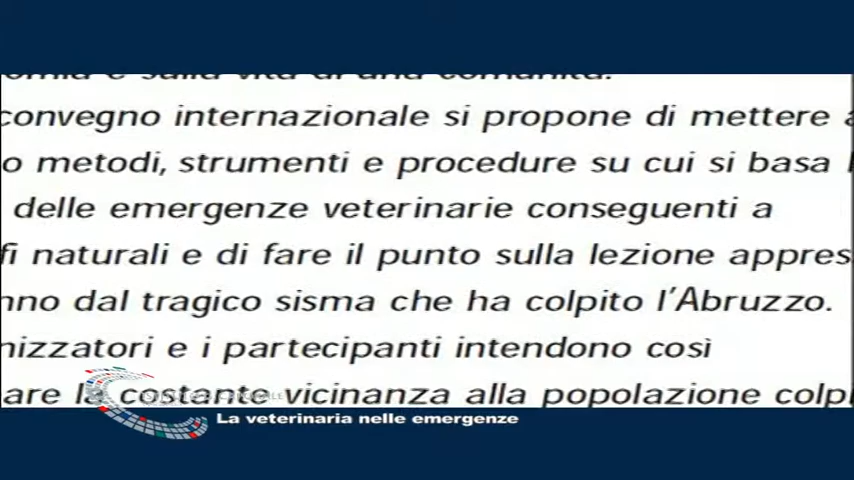 convegno internazionale si propone di mettere
o metodi, strumenti e procedure su cui si basa
delle emergenze veterinarie conseguenti a
fi naturali e di fare il punto sulla lezione appres
nno dal tragico sisma che ha colpito l'Abruzzo.
nizzatori e i partecipanti intendono così
are la costante vicinanza alla popolazione colpi
La veterinaria nelle emergenze